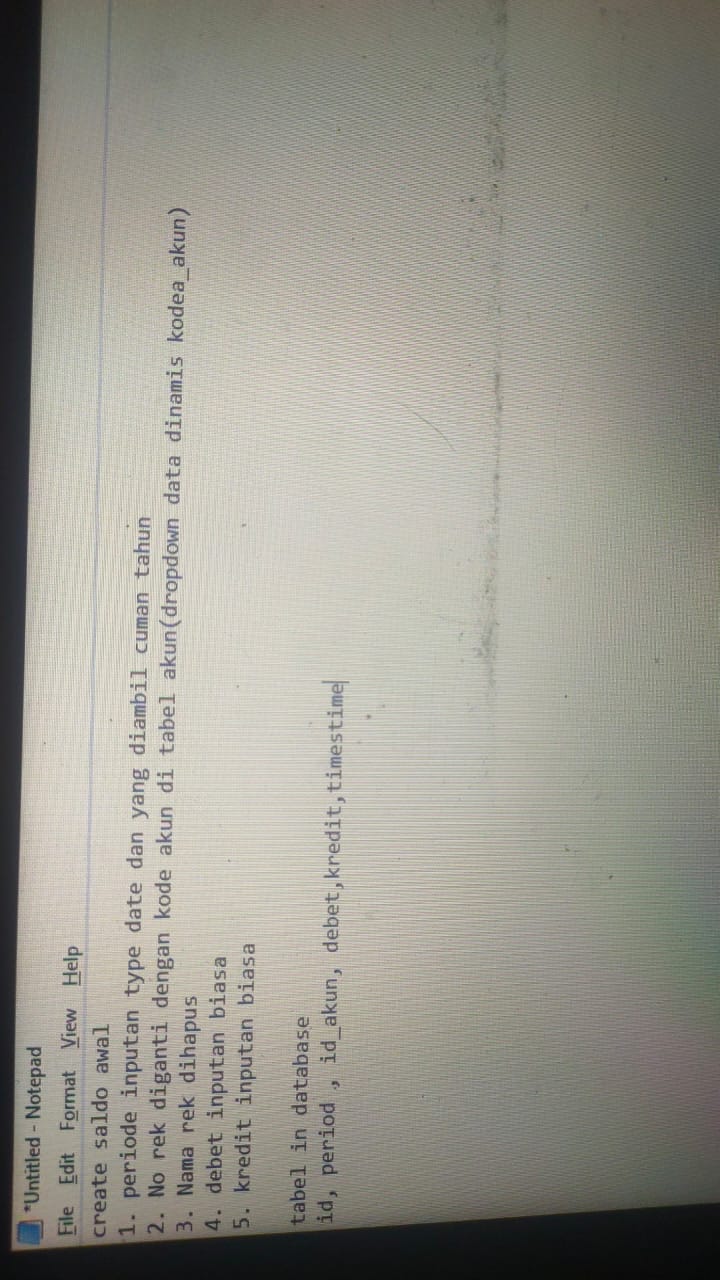 *Untitled - Notepad
File Edit Format View Help
create saldo awal
1. periode inputan type date dan yang diambil cuman tahun
2. No rek diganti dengan kode akun di tabel akun(dropdown data dinamis kodea_akun)
3. Nama rek dihapus
4. debet inputan biasa
5. kredit inputan biasa
tabel in database
id, period , id_akun, debet,kredit,timestime